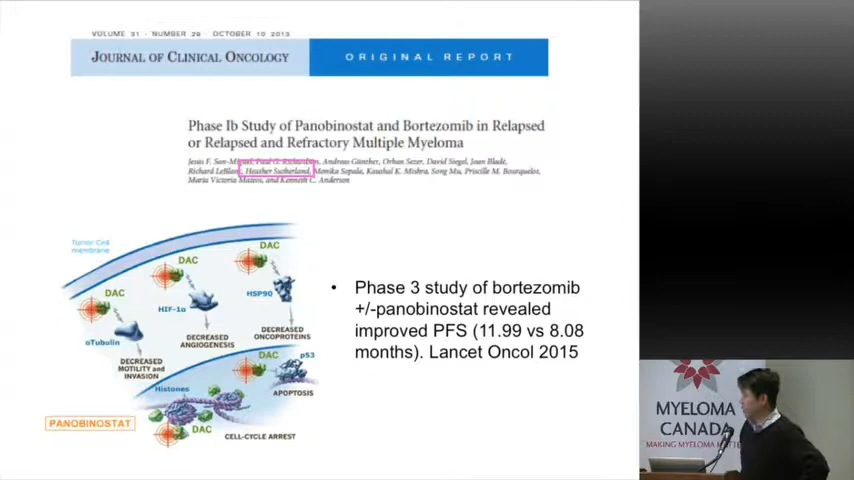 VOLUME 31 · NUMBER 29 · OCTOBER 10 2013
JOURNAL OF CLINICAL ONCOLOGY
ORIGINAL REPORT
Phase Ib Study of Panobinostat and Bortezomib in Relapsed
or Relapsed and Refractory Multiple Myeloma
Jesus F. San-Miguel, Paul G. Richardson, Andreas Günther, Orhan Sezer, David Siegel, Joan Bladé,
Richard LeBlanc, Heather Sutherland, Monika Sopala, Kaushal K. Mishra, Song Mu, Priscille M. Bourquelot,
Maria Victoria Mateos, and Kenneth C. Anderson
Tumor Cell
membrane
DAC
DAC
DAC
HSP90
HIF-1α
αTubulin
DECREASED
ONCOPROTEINS
DECREASED
ANGIOGENESIS
DECREASED
MOTILITY and
INVASION
DAC
p53
APOPTOSIS
Histones
DAC
CELL-CYCLE ARREST
PANOBINOSTAT
• Phase 3 study of bortezomib
+/-panobinostat revealed
improved PFS (11.99 vs 8.08
months). Lancet Oncol 2015
MYELOMA
CANADA
MAKING MYELOMA